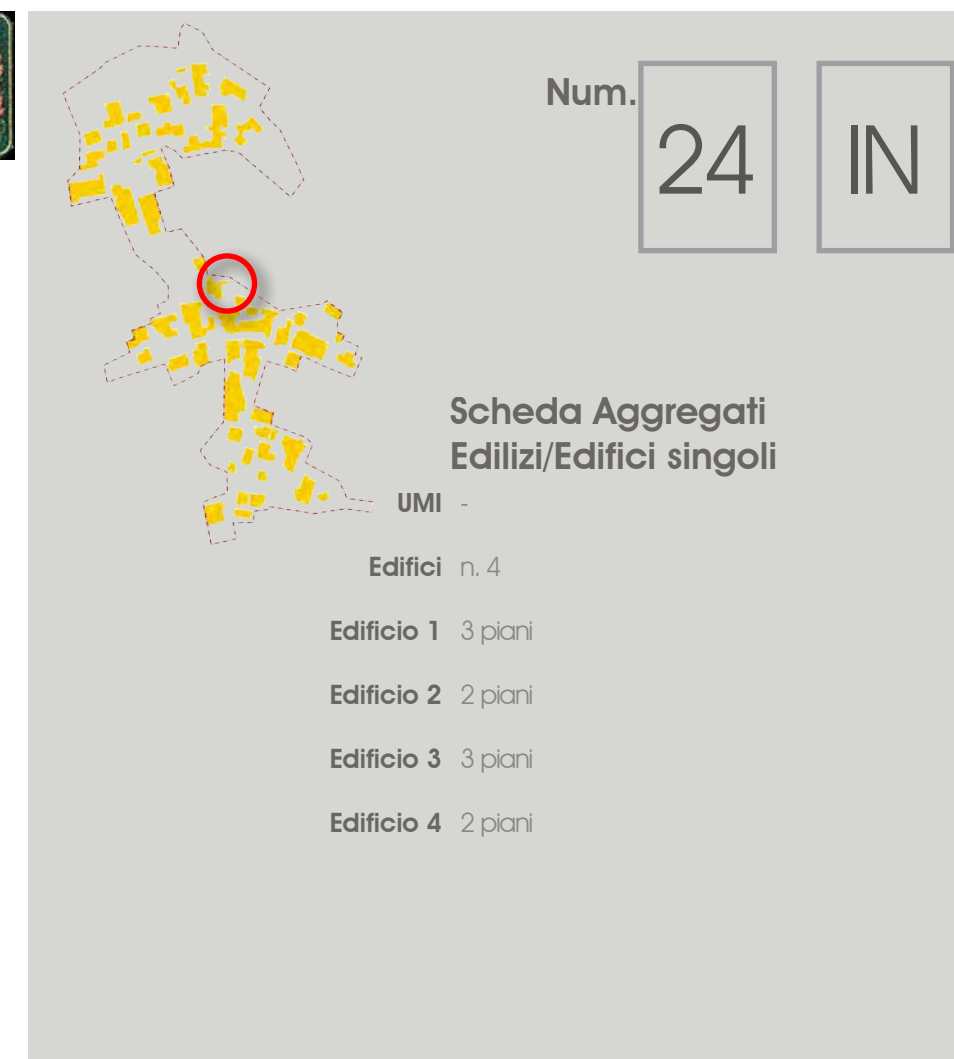 Num.
24
IN
Scheda Aggregati
Edilizi/Edifici singoli
UMI -
Edifici n. 4
Edificio 1 3 piani
Edificio 2 2 piani
Edificio 3 3 piani
Edificio 4 2 piani